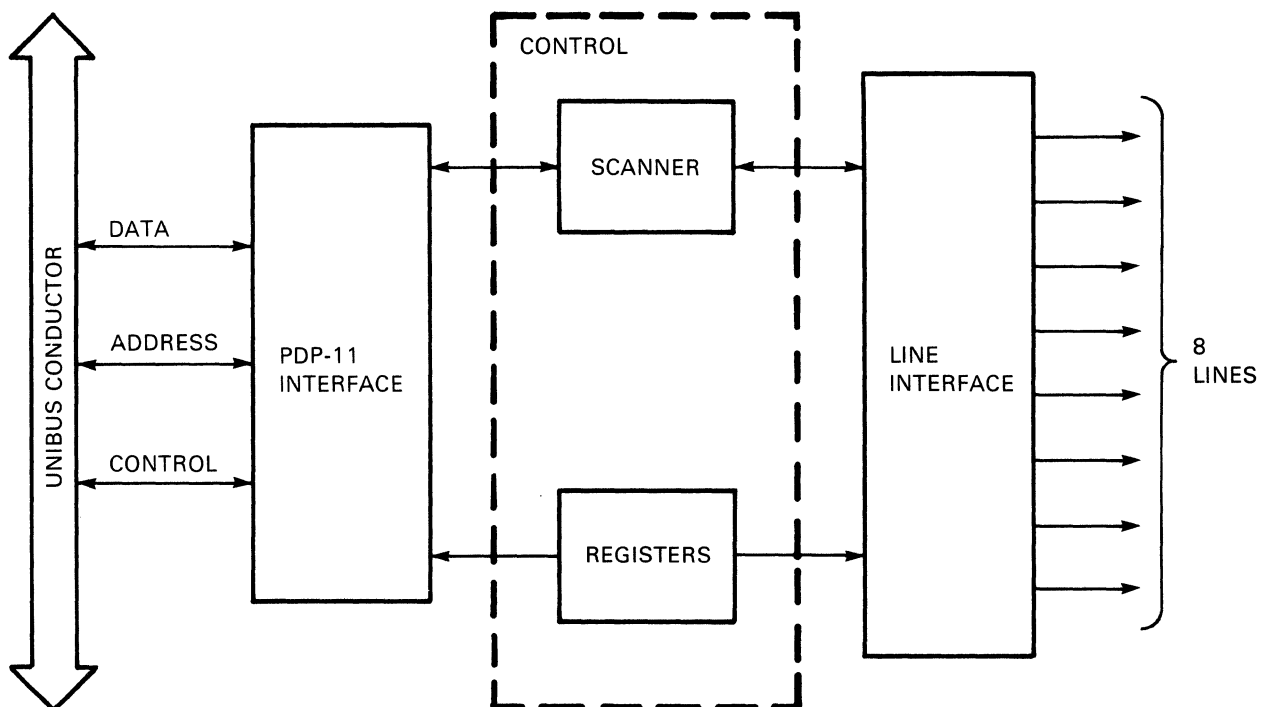 CONTROL
SCANNER
DATA
ADDRESS
CONTROL
UNIBUS CONDUCTOR
PDP-11
INTERFACE
LINE
INTERFACE
8
LINES
REGISTERS